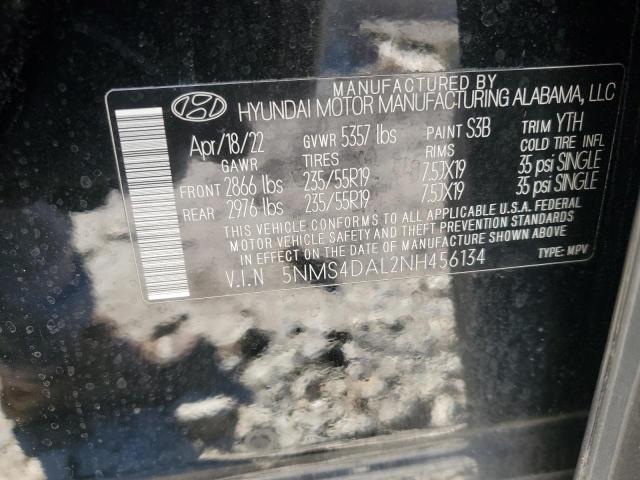 MANUFACTURED BY
HYUNDAI MOTOR MANUFACTURING ALABAMA, LLC
Apr/18/22 GVWR 5357 lbs PAINT S3B TRIM YTH
GAWR TIRES RIMS COLD TIRE INFL
FRONT 2866 lbs 235/55R19 7.5JX19 35 psi SINGLE
REAR 2976 lbs 235/55R19 7.5JX19 35 psi SINGLE
THIS VEHICLE CONFORMS TO ALL APPLICABLE U.S.A. FEDERAL
MOTOR VEHICLE SAFETY AND THEFT PREVENTION STANDARDS
IN EFFECT ON THE DATE OF MANUFACTURE SHOWN ABOVE.
V.I.N 5NMS4DAL2NH456134 TYPE: MPV